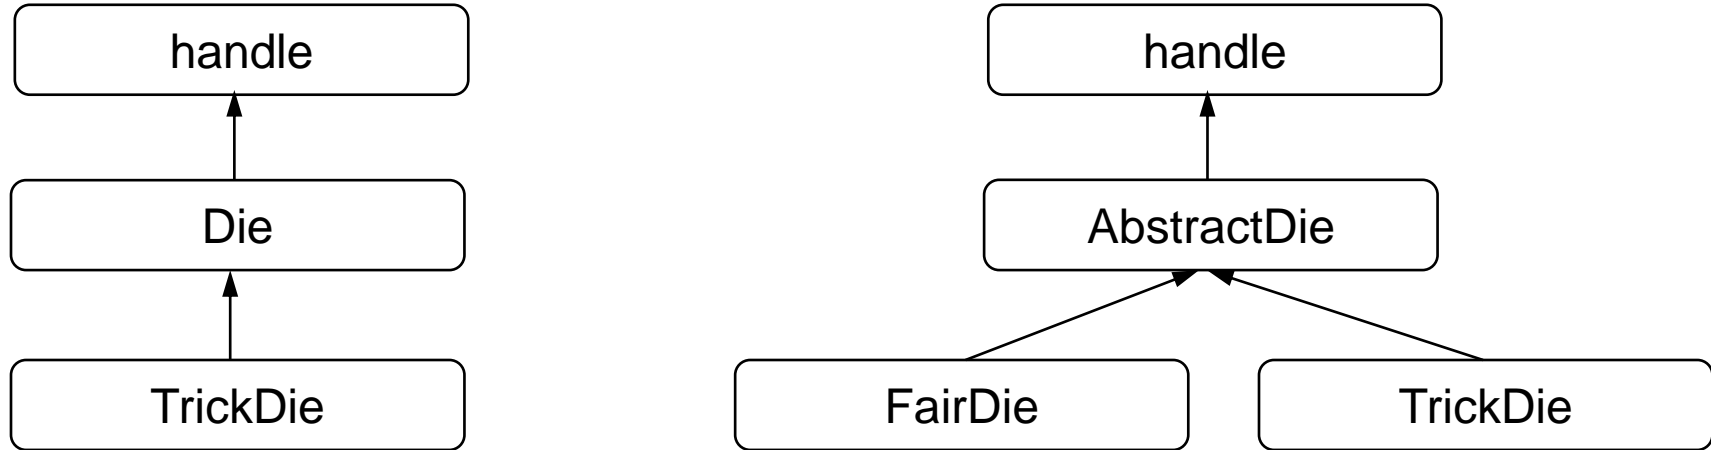 handle
Die
TrickDie
handle
AbstractDie
FairDie
TrickDie